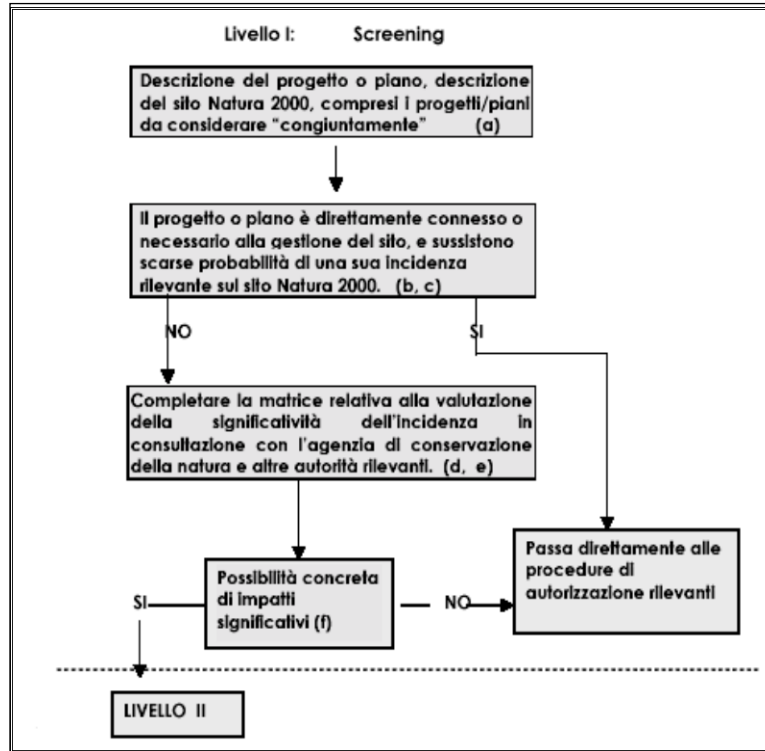 Livello I: Screening
Descrizione del progetto o piano, descrizione
del sito Natura 2000, compresi i progetti/piani
da considerare “congiuntamente” (a)
Il progetto o piano è direttamente connesso o
necessario alla gestione del sito, e sussistono
scarse probabilità di una sua incidenza
rilevante sul sito Natura 2000. (b, c)
NO
SI
Completare la matrice relativa alla valutazione
della significatività dell'incidenza in
consultazione con l'agenzia di conservazione
della natura e altre autorità rilevanti. (d, e)
Possibilità concreta
di impatti
significativi (f)
SI
NO
Passa direttamente alle
procedure di
autorizzazione rilevanti
LIVELLO II